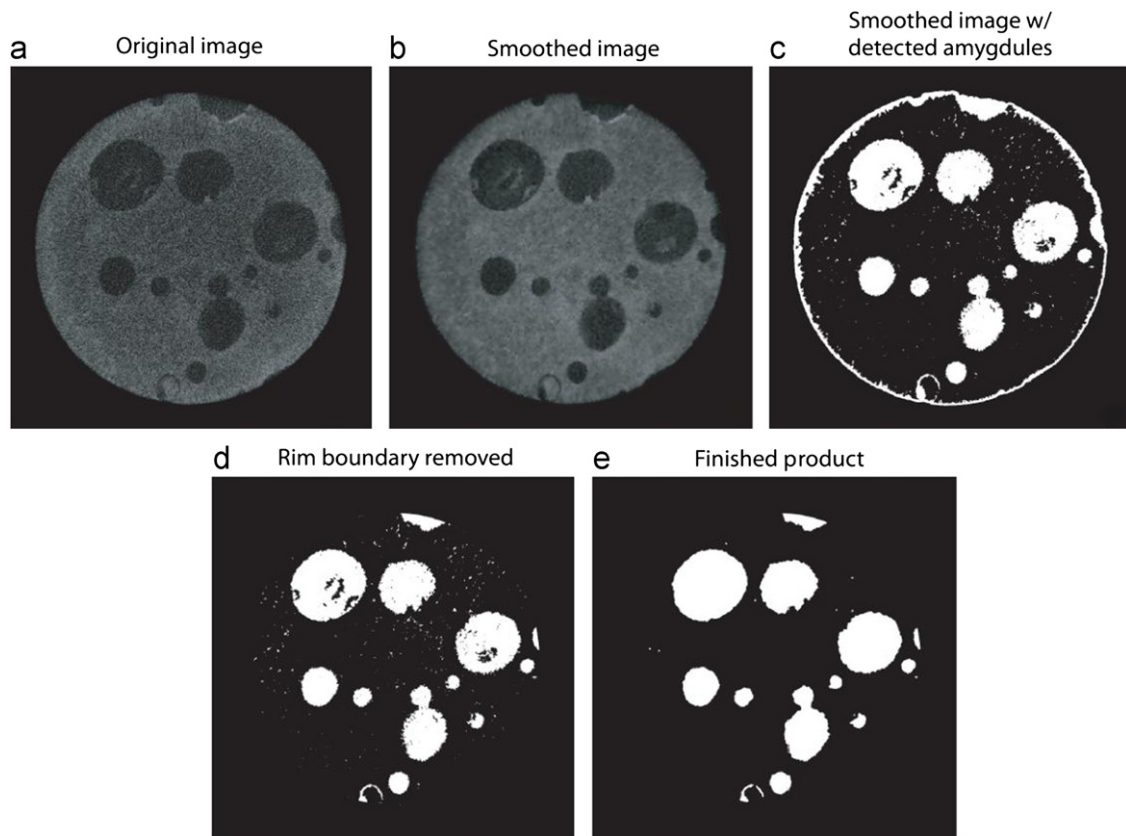 a
Original image
b
Smoothed image
c
Smoothed image w/
detected amygdules
d
Rim boundary removed
e
Finished product